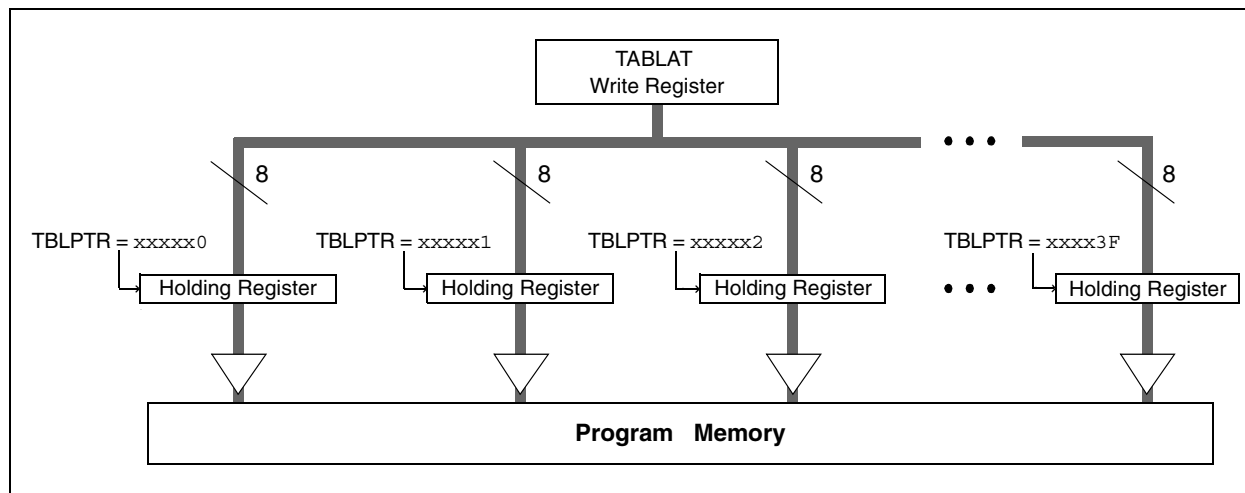 TABLAT
Write Register
8 8 8 8
TBLPTR = xxxxx0 TBLPTR = xxxxx1 TBLPTR = xxxxx2 TBLPTR = xxxx3F
Holding Register Holding Register Holding Register Holding Register
Program Memory